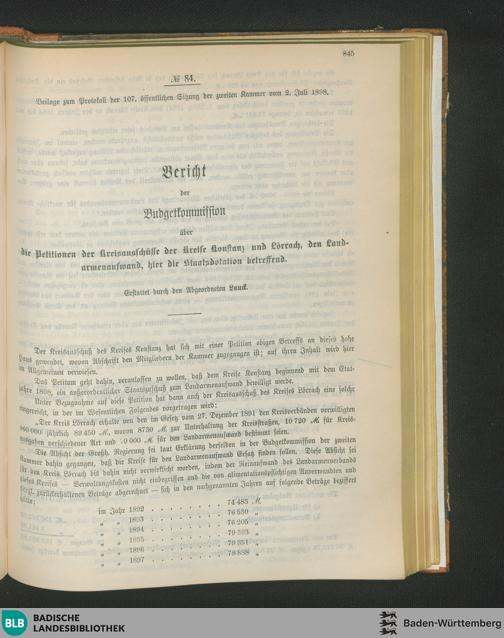 845
№ 84.
Beilage zum Protokoll der 107. öffentlichen Sitzung der zweiten Kammer vom 2. Juli 1898.
Bericht
der
Budgetkommission
über
die Petitionen der Kreisausschüsse der Kreise Konstanz und Lörrach, den Land-
armenaufwand, hier die Staatsdotation betreffend.
Erstattet durch den Abgeordneten Lauck.
Der Kreisausschuß des Kreises Konstanz hat sich mit einer Petition obigen Betreffs an dieses hohe
Haus gewendet, wovon Abschrift den Mitgliedern der Kammer zugegangen ist; auf ihren Inhalt wird hier
im Allgemeinen verwiesen.
Das Petitum geht dahin, veranlassen zu wollen, daß dem Kreise Konstanz beginnend mit dem Etat-
jahre 1898, ein außerordentlicher Staatszuschuß zum Landarmenaufwand bewilligt werde.
Unter Bezugnahme auf diese Petition hat dann auch der Kreisausschuß des Kreises Lörrach eine solche
eingereicht, in der im Wesentlichen Folgendes vorgetragen wird:
„Der Kreis Lörrach erhalte von den im Gesetz vom 27. Dezember 1891 den Kreisverbänden verwilligten
000 M jährlich 89 450 M, wovon 8730 M zur Unterhaltung der Kreisstraßen, 10 720 M für Kreis-
ausgaben verschiedener Art und 0 000 M für den Landarmenaufwand bestimmt seien.
Die Absicht der Großh. Regierung sei laut Erklärung derselben in der Budgetkommission der zweiten
Kammer dahin gegangen, daß die Kreise für den Landarmenaufwand Ersatz finden sollen. Diese Absicht sei
für den Kreis Lörrach bis dahin nicht verwirklicht worden, indem der Reinaufwand des Landarmenverbands
dieses Kreises — Verwaltungskosten nicht einbegriffen und die von alimentationspflichtigen Anverwandten und
zurückerhaltenen Beträge abgerechnet — sich in den nachgenannten Jahren auf folgende Beträge beziffert
im Jahr 1892 . . . . . . . . 74 485 M.
„ „ 1893 . . . . . . . . 76 550 „
„ „ 1894 . . . . . . . . 76 205 „
„ „ 1895 . . . . . . . . 79 393 „
„ „ 1896 . . . . . . . . 79 351 „
„ „ 1897 . . . . . . . . 78 888 „
BLB BADISCHE
LANDESBIBLIOTHEK
Baden-Württemberg